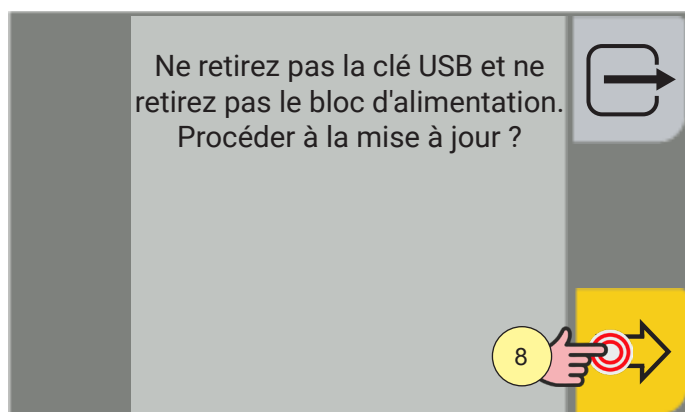 Ne retirez pas la clé USB et ne
retirez pas le bloc d'alimentation.
Procéder à la mise à jour ?
8